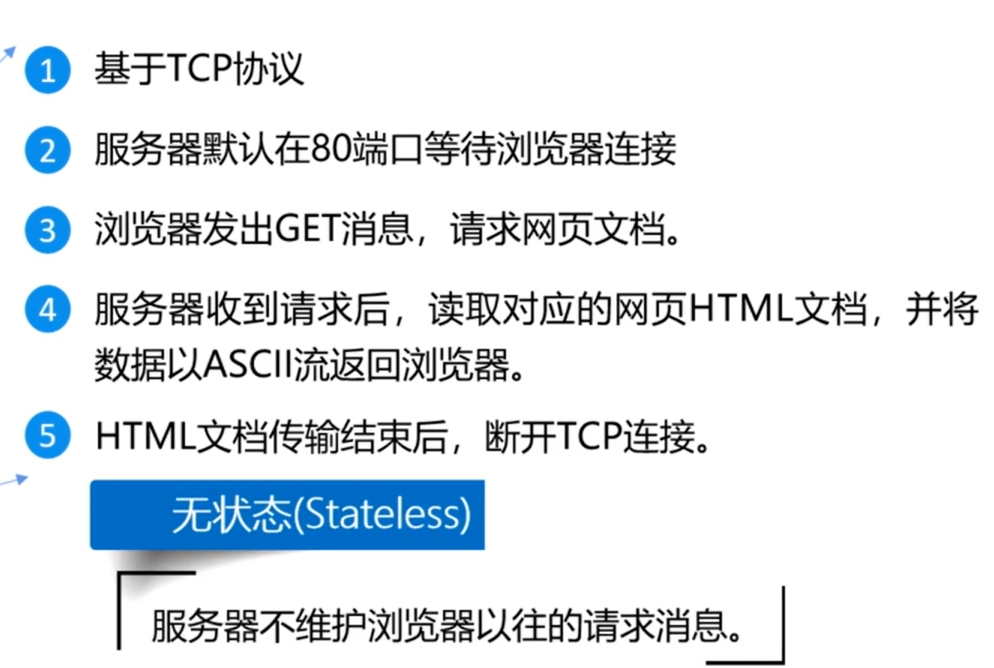 1 基于TCP协议
2 服务器默认在80端口等待浏览器连接
3 浏览器发出GET消息，请求网页文档。
4 服务器收到请求后，读取对应的网页HTML文档，并将
数据以ASCII流返回浏览器。
5 HTML文档传输结束后，断开TCP连接。
无状态(Stateless)
服务器不维护浏览器以往的请求消息。